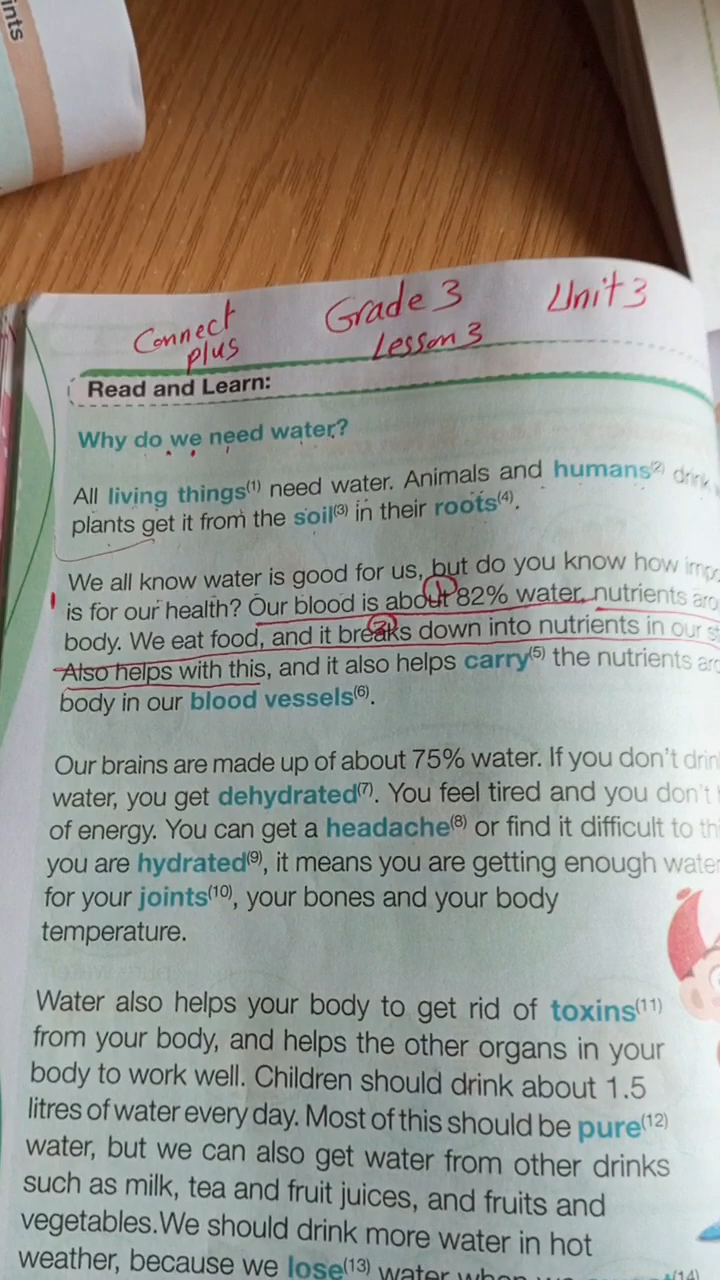 ints
Connect plus
Grade 3
Lesson 3
Unit 3
Read and Learn:
Why do we need water?
All living things(1) need water. Animals and humans(2) drink
plants get it from the soil(3) in their roots(4).
We all know water is good for us, but do you know how
is for our health? Our blood is about 82% water, nutrients
body. We eat food, and it breaks down into nutrients in our
Also helps with this, and it also helps carry(5) the nutrients
body in our blood vessels(6).
1
2
Our brains are made up of about 75% water. If you don't
water, you get dehydrated(7). You feel tired and you don't
of energy. You can get a headache(8) or find it difficult to
you are hydrated(9), it means you are getting enough water
for your joints(10), your bones and your body
temperature.
Water also helps your body to get rid of toxins(11)
from your body, and helps the other organs in your
body to work well. Children should drink about 1.5
litres of water every day. Most of this should be pure(12)
water, but we can also get water from other drinks
such as milk, tea and fruit juices, and fruits and
vegetables.We should drink more water in hot
weather, because we lose(13) water
(14)